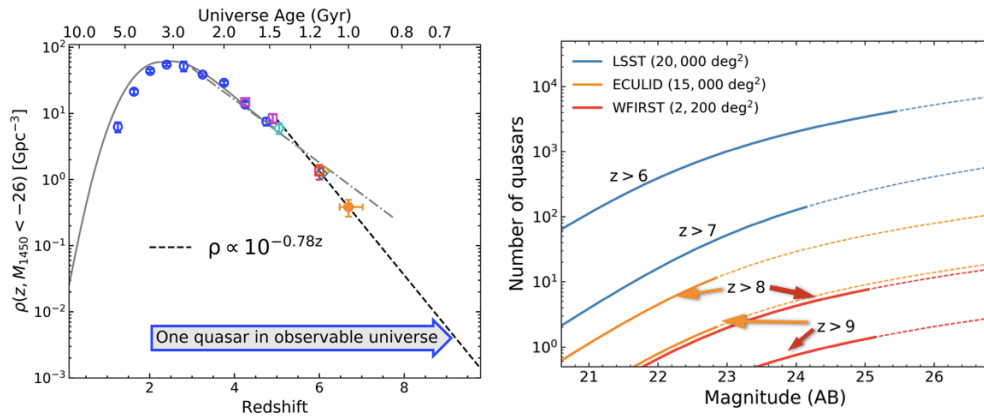 Universe Age (Gyr)
10.0 5.0 3.0 2.0 1.5 1.2 1.0 0.8 0.7
ρ(z, M1450 < −26) [Gpc−3]
10²
10¹
10⁰
10⁻¹
10⁻²
10⁻³
ρ ∝ 10⁻⁰·⁷⁸ᶻ
One quasar in observable universe
2 4 6 8
Redshift
Number of quasars
10⁴
10³
10²
10¹
10⁰
LSST (20,000 deg²)
ECULID (15,000 deg²)
WFIRST (2,200 deg²)
z > 6
z > 7
z > 8
z > 9
21 22 23 24 25 26
Magnitude (AB)